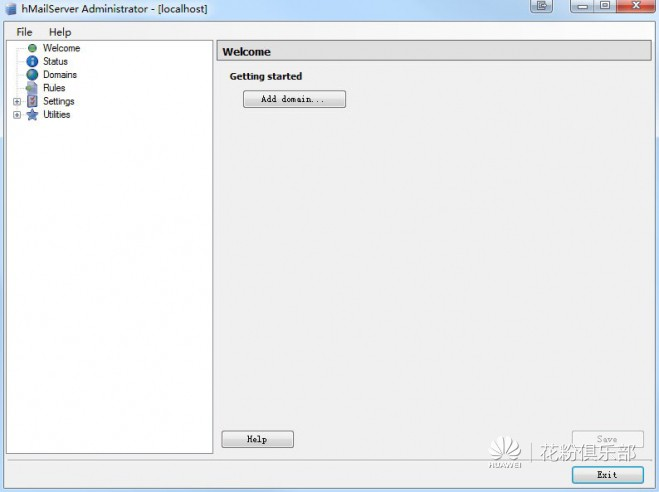 hMailServer Administrator - [localhost]
File Help
Welcome
Status
Domains
Rules
Settings
Utilities
Welcome
Getting started
Add domain...
Help
Save
HUAWEI
花粉俱乐部
Exit